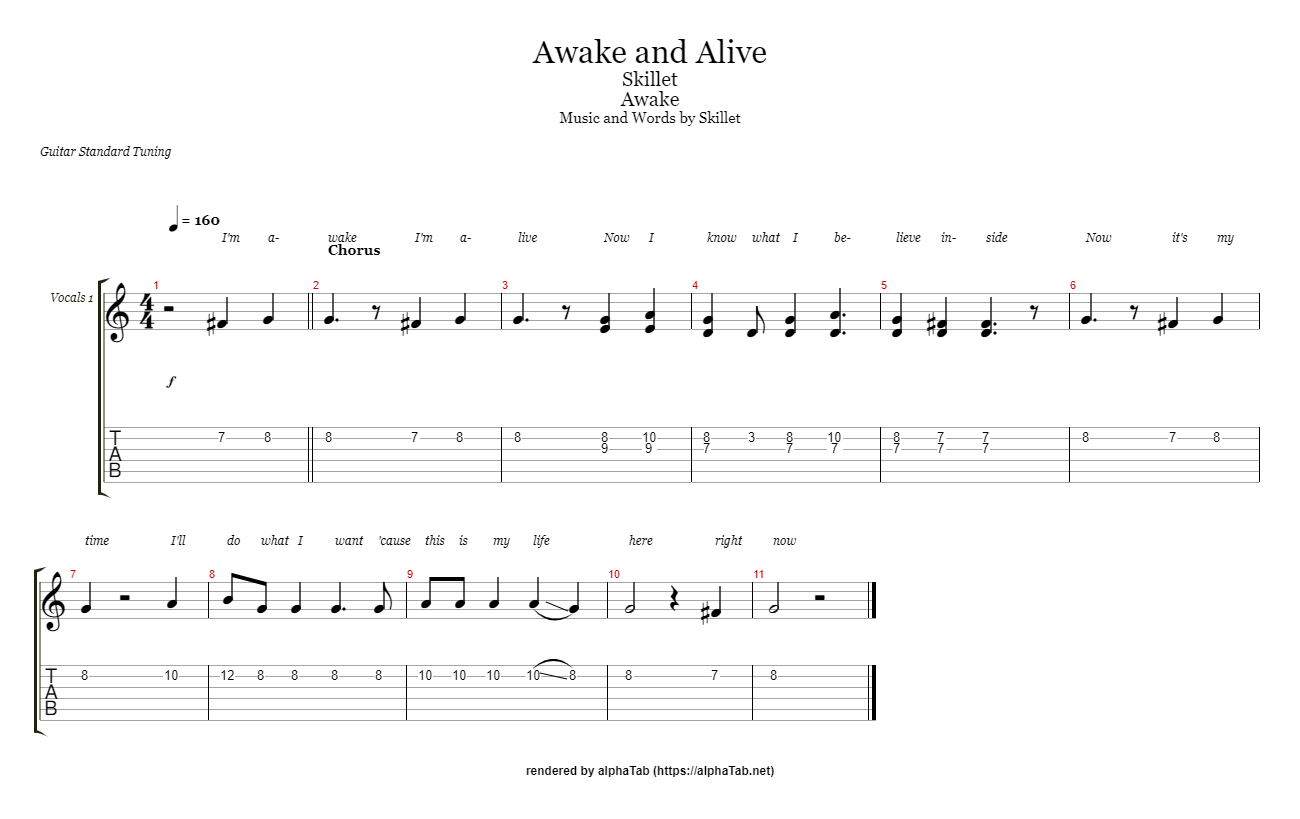 Awake and Alive
Skillet
Awake
Music and Words by Skillet
Guitar Standard Tuning
= 160
I'm a- wake I'm a- live Now I know what I be- lieve in- side Now it's my
Chorus
1 2 3 4 5 6
Vocals 1
4
4
f
T 7 8 8 7 8 8 8 10 8 3 8 10 8 7 7 8 7 8
A 9 9 7 7 7 7 7 7
B
time I'll do what I want 'cause this is my life here right now
7 8 9 10 11
T 8 10 12 8 8 8 8 10 10 10 10 8 8 7 8
A
B
rendered by alphaTab (https://alphaTab.net)